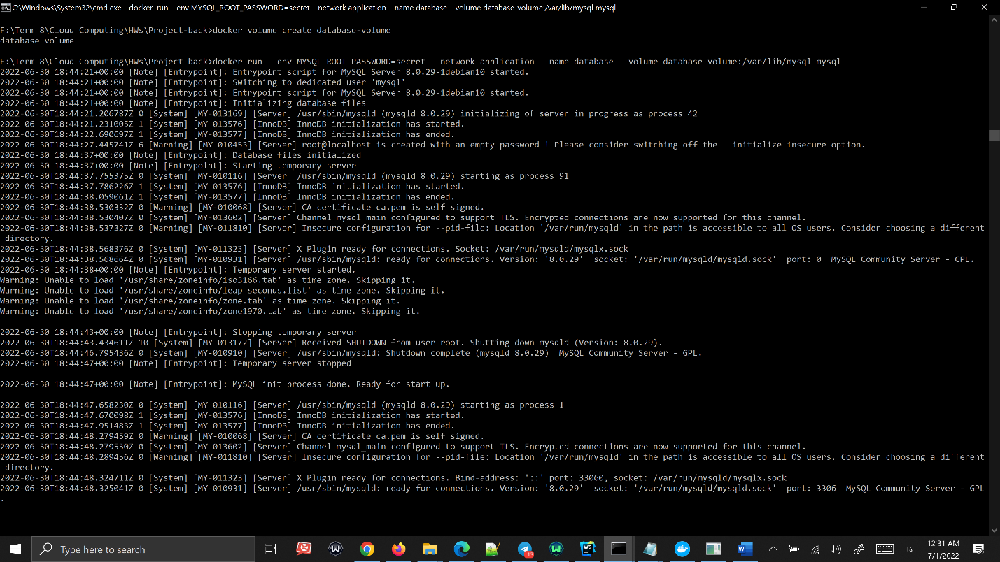 C:\Windows\System32\cmd.exe - docker run --env MYSQL_ROOT_PASSWORD=secret --network application --name database --volume database-volume:/var/lib/mysql mysql
F:\Term 8\Cloud Computing\HWs\Project-back>docker volume create database-volume
database-volume
F:\Term 8\Cloud Computing\HWs\Project-back>docker run --env MYSQL_ROOT_PASSWORD=secret --network application --name database --volume database-volume:/var/lib/mysql mysql
2022-06-30 18:44:21+00:00 [Note] [Entrypoint]: Entrypoint script for MySQL Server 8.0.29-1debian10 started.
2022-06-30 18:44:21+00:00 [Note] [Entrypoint]: Switching to dedicated user 'mysql'
2022-06-30 18:44:21+00:00 [Note] [Entrypoint]: Entrypoint script for MySQL Server 8.0.29-1debian10 started.
2022-06-30 18:44:21+00:00 [Note] [Entrypoint]: Initializing database files
2022-06-30T18:44:21.206787Z 0 [System] [MY-013169] [Server] /usr/sbin/mysqld (mysqld 8.0.29) initializing of server in progress as process 42
2022-06-30T18:44:21.231005Z 1 [System] [MY-013576] [InnoDB] InnoDB initialization has started.
2022-06-30T18:44:22.690697Z 1 [System] [MY-013577] [InnoDB] InnoDB initialization has ended.
2022-06-30T18:44:27.445741Z 6 [Warning] [MY-010453] [Server] root@localhost is created with an empty password ! Please consider switching off the --initialize-insecure option.
2022-06-30 18:44:37+00:00 [Note] [Entrypoint]: Database files initialized
2022-06-30 18:44:37+00:00 [Note] [Entrypoint]: Starting temporary server
2022-06-30T18:44:37.755375Z 0 [System] [MY-010116] [Server] /usr/sbin/mysqld (mysqld 8.0.29) starting as process 91
2022-06-30T18:44:37.786226Z 1 [System] [MY-013576] [InnoDB] InnoDB initialization has started.
2022-06-30T18:44:38.059061Z 1 [System] [MY-013577] [InnoDB] InnoDB initialization has ended.
2022-06-30T18:44:38.530332Z 0 [Warning] [MY-010068] [Server] CA certificate ca.pem is self signed.
2022-06-30T18:44:38.530407Z 0 [System] [MY-013602] [Server] Channel mysql_main configured to support TLS. Encrypted connections are now supported for this channel.
2022-06-30T18:44:38.537327Z 0 [Warning] [MY-011810] [Server] Insecure configuration for --pid-file: Location '/var/run/mysqld' in the path is accessible to all OS users. Consider choosing a different
directory.
2022-06-30T18:44:38.568376Z 0 [System] [MY-011323] [Server] X Plugin ready for connections. Socket: /var/run/mysqld/mysqlx.sock
2022-06-30T18:44:38.568664Z 0 [System] [MY-010931] [Server] /usr/sbin/mysqld: ready for connections. Version: '8.0.29'  socket: '/var/run/mysqld/mysqld.sock'  port: 0  MySQL Community Server - GPL.
2022-06-30 18:44:38+00:00 [Note] [Entrypoint]: Temporary server started.
Warning: Unable to load '/usr/share/zoneinfo/iso3166.tab' as time zone. Skipping it.
Warning: Unable to load '/usr/share/zoneinfo/leap-seconds.list' as time zone. Skipping it.
Warning: Unable to load '/usr/share/zoneinfo/zone.tab' as time zone. Skipping it.
Warning: Unable to load '/usr/share/zoneinfo/zone1970.tab' as time zone. Skipping it.
2022-06-30 18:44:43+00:00 [Note] [Entrypoint]: Stopping temporary server
2022-06-30T18:44:43.434611Z 10 [System] [MY-013172] [Server] Received SHUTDOWN from user root. Shutting down mysqld (Version: 8.0.29).
2022-06-30T18:44:46.795436Z 0 [System] [MY-010910] [Server] /usr/sbin/mysqld: Shutdown complete (mysqld 8.0.29)  MySQL Community Server - GPL.
2022-06-30 18:44:47+00:00 [Note] [Entrypoint]: Temporary server stopped
2022-06-30 18:44:47+00:00 [Note] [Entrypoint]: MySQL init process done. Ready for start up.
2022-06-30T18:44:47.658230Z 0 [System] [MY-010116] [Server] /usr/sbin/mysqld (mysqld 8.0.29) starting as process 1
2022-06-30T18:44:47.670098Z 1 [System] [MY-013576] [InnoDB] InnoDB initialization has started.
2022-06-30T18:44:47.951483Z 1 [System] [MY-013577] [InnoDB] InnoDB initialization has ended.
2022-06-30T18:44:48.279459Z 0 [Warning] [MY-010068] [Server] CA certificate ca.pem is self signed.
2022-06-30T18:44:48.279530Z 0 [System] [MY-013602] [Server] Channel mysql_main configured to support TLS. Encrypted connections are now supported for this channel.
2022-06-30T18:44:48.289456Z 0 [Warning] [MY-011810] [Server] Insecure configuration for --pid-file: Location '/var/run/mysqld' in the path is accessible to all OS users. Consider choosing a different
directory.
2022-06-30T18:44:48.324711Z 0 [System] [MY-011323] [Server] X Plugin ready for connections. Bind-address: '::' port: 33060, socket: /var/run/mysqld/mysqlx.sock
2022-06-30T18:44:48.325041Z 0 [System] [MY-010931] [Server] /usr/sbin/mysqld: ready for connections. Version: '8.0.29'  socket: '/var/run/mysqld/mysqld.sock'  port: 3306  MySQL Community Server - GPL
.
Type here to search
13
WS
W
فا
12:31 AM
7/1/2022